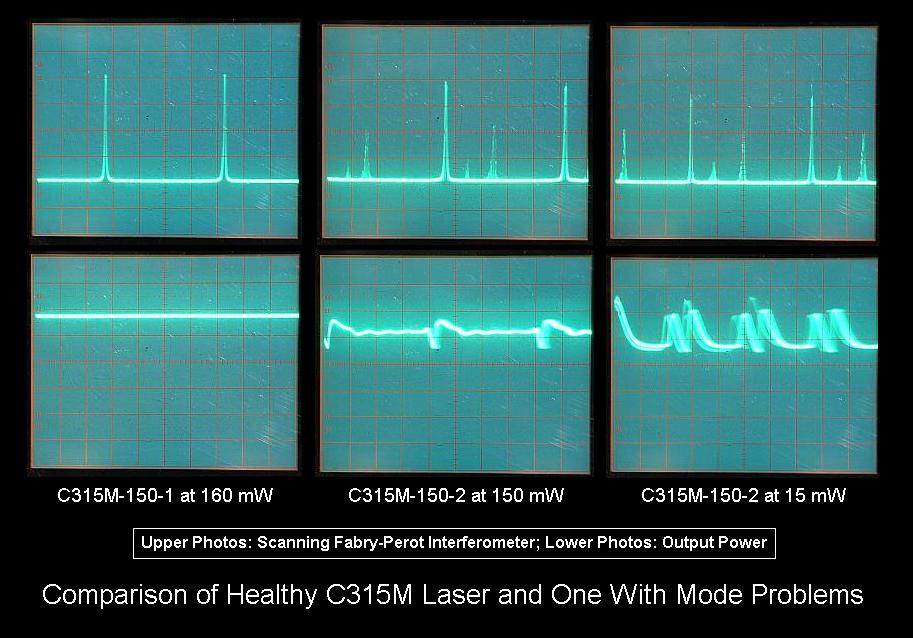 C315M-150-1 at 160 mW
C315M-150-2 at 150 mW
C315M-150-2 at 15 mW
Upper Photos: Scanning Fabry-Perot Interferometer; Lower Photos: Output Power
Comparison of Healthy C315M Laser and One With Mode Problems